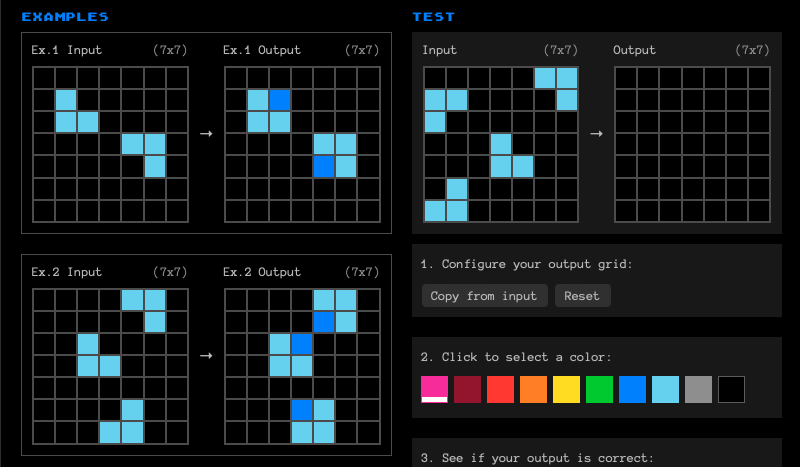 EXAMPLES
Ex.1 Input (7x7)
Ex.1 Output (7x7)
→
Ex.2 Input (7x7)
Ex.2 Output (7x7)
→
TEST
Input (7x7)
Output (7x7)
→
1. Configure your output grid:
Copy from input
Reset
2. Click to select a color:
3. See if your output is correct: